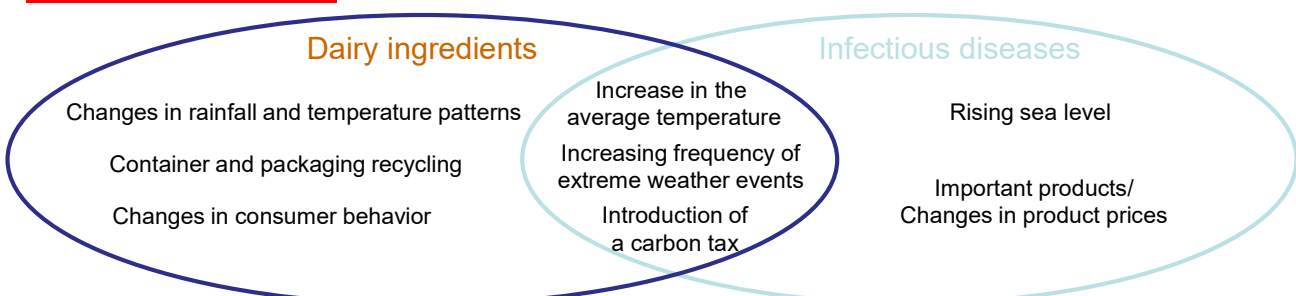 Dairy ingredients
Infectious diseases
Changes in rainfall and temperature patterns
Container and packaging recycling
Changes in consumer behavior
Increase in the
average temperature
Increasing frequency of
extreme weather events
Introduction of
a carbon tax
Rising sea level
Important products/
Changes in product prices